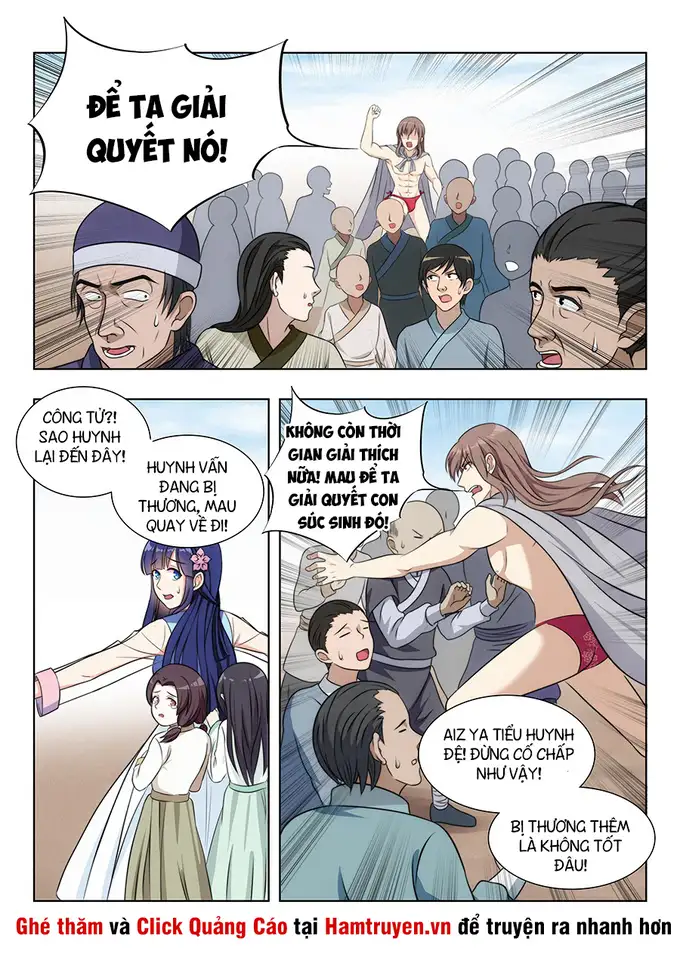 ĐỂ TA GIẢI
QUYẾT NÓ!
CÔNG TỬ?!
SAO HUYNH
LẠI ĐẾN ĐÂY!
HUYNH VẪN
ĐANG BỊ
THƯƠNG, MAU
QUAY VỀ ĐI!
KHÔNG CÒN THỜI
GIAN GIẢI THÍCH
NỮA! MAU ĐỂ TA
GIẢI QUYẾT CON
SÚC SINH ĐÓ!
AIZ YA TIỂU HUYNH
ĐỆ! ĐỪNG CỐ CHẤP
NHƯ VẬY!
BỊ THƯƠNG THÊM
LÀ KHÔNG TỐT
ĐÂU!
Ghé thăm và Click Quảng Cáo tại Hamtruyen.vn để truyện ra nhanh hơn